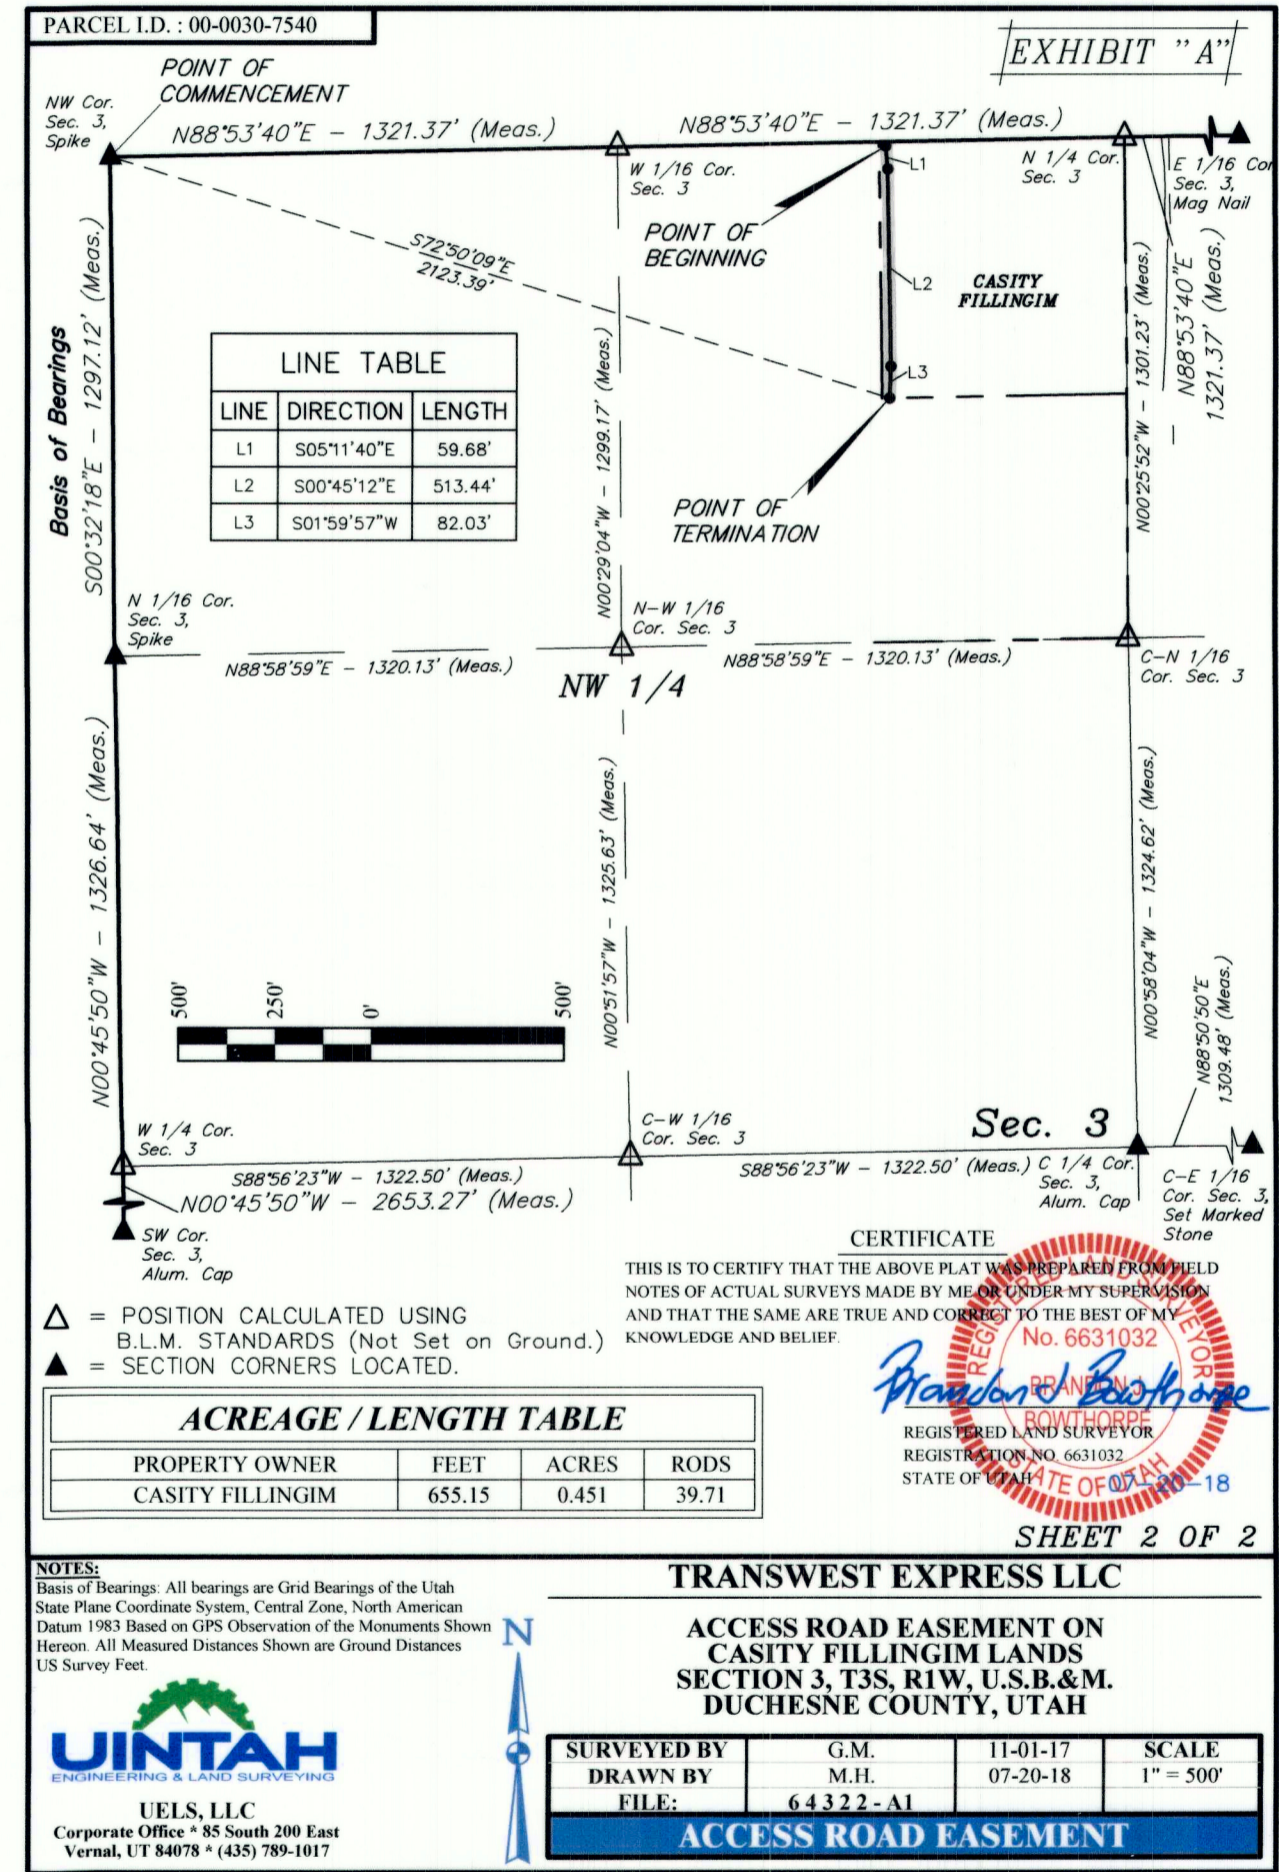 PARCEL I.D. : 00-0030-7540
EXHIBIT "A"
POINT OF
COMMENCEMENT
NW Cor.
Sec. 3,
Spike
N88°53'40"E - 1321.37' (Meas.)
N88°53'40"E - 1321.37' (Meas.)
W 1/16 Cor.
Sec. 3
L1
N 1/4 Cor.
Sec. 3
E 1/16 Cor
Sec. 3,
Mag Nail
POINT OF
BEGINNING
S72°50'09"E
2123.39'
L2
CASITY
FILLINGIM
N88°53'40"E
1321.37' (Meas.)
Basis of Bearings
S00°32'18"E - 1297.12' (Meas.)
N00°29'04"W - 1299.17' (Meas.)
N00°25'52"W - 1301.23' (Meas.)
LINE TABLE
LINE DIRECTION LENGTH
L1 S05°11'40"E 59.68'
L2 S00°45'12"E 513.44'
L3 S01°59'57"W 82.03'
L3
POINT OF
TERMINATION
N 1/16 Cor.
Sec. 3,
Spike
N-W 1/16
Cor. Sec. 3
N88°58'59"E - 1320.13' (Meas.)
N88°58'59"E - 1320.13' (Meas.)
C-N 1/16
Cor. Sec. 3
NW 1/4
N00°45'50"W - 1326.64' (Meas.)
N00°51'57"W - 1325.63' (Meas.)
N00°58'04"W - 1324.62' (Meas.)
500' 250' 0' 500'
N88°50'50"E
1309.48' (Meas.)
W 1/4 Cor.
Sec. 3
C-W 1/16
Cor. Sec. 3
Sec. 3
S88°56'23"W - 1322.50' (Meas.)
S88°56'23"W - 1322.50' (Meas.)
C 1/4 Cor.
Sec. 3,
Alum. Cap
C-E 1/16
Cor. Sec. 3,
Set Marked
Stone
N00°45'50"W - 2653.27' (Meas.)
SW Cor.
Sec. 3,
Alum. Cap
CERTIFICATE
THIS IS TO CERTIFY THAT THE ABOVE PLAT WAS PREPARED FROM FIELD
NOTES OF ACTUAL SURVEYS MADE BY ME OR UNDER MY SUPERVISION
AND THAT THE SAME ARE TRUE AND CORRECT TO THE BEST OF MY
KNOWLEDGE AND BELIEF.
△ = POSITION CALCULATED USING
B.L.M. STANDARDS (Not Set on Ground.)
▲ = SECTION CORNERS LOCATED.
REGISTERED LAND SURVEYOR
No. 6631032
BRANDON J.
BOWTHORPE
STATE OF UTAH
Brandon J Bowthorpe
07-20-18
REGISTERED LAND SURVEYOR
REGISTRATION NO. 6631032
STATE OF UTAH
ACREAGE / LENGTH TABLE
PROPERTY OWNER FEET ACRES RODS
CASITY FILLINGIM 655.15 0.451 39.71
SHEET 2 OF 2
NOTES:
Basis of Bearings: All bearings are Grid Bearings of the Utah
State Plane Coordinate System, Central Zone, North American
Datum 1983 Based on GPS Observation of the Monuments Shown
Hereon. All Measured Distances Shown are Ground Distances
US Survey Feet.
N
UINTAH
ENGINEERING & LAND SURVEYING
UELS, LLC
Corporate Office * 85 South 200 East
Vernal, UT 84078 * (435) 789-1017
TRANSWEST EXPRESS LLC
ACCESS ROAD EASEMENT ON
CASITY FILLINGIM LANDS
SECTION 3, T3S, R1W, U.S.B.&M.
DUCHESNE COUNTY, UTAH
SURVEYED BY G.M. 11-01-17 SCALE
DRAWN BY M.H. 07-20-18 1" = 500'
FILE: 64322-A1
ACCESS ROAD EASEMENT